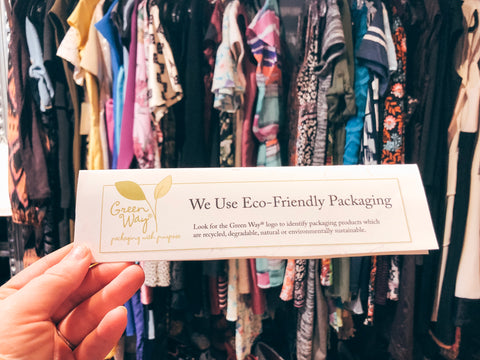 Green
Way®
packaging with purpose
We Use Eco-Friendly Packaging
Look for the Green Way® logo to identify packaging products which
are recycled, degradable, natural or environmentally sustainable.